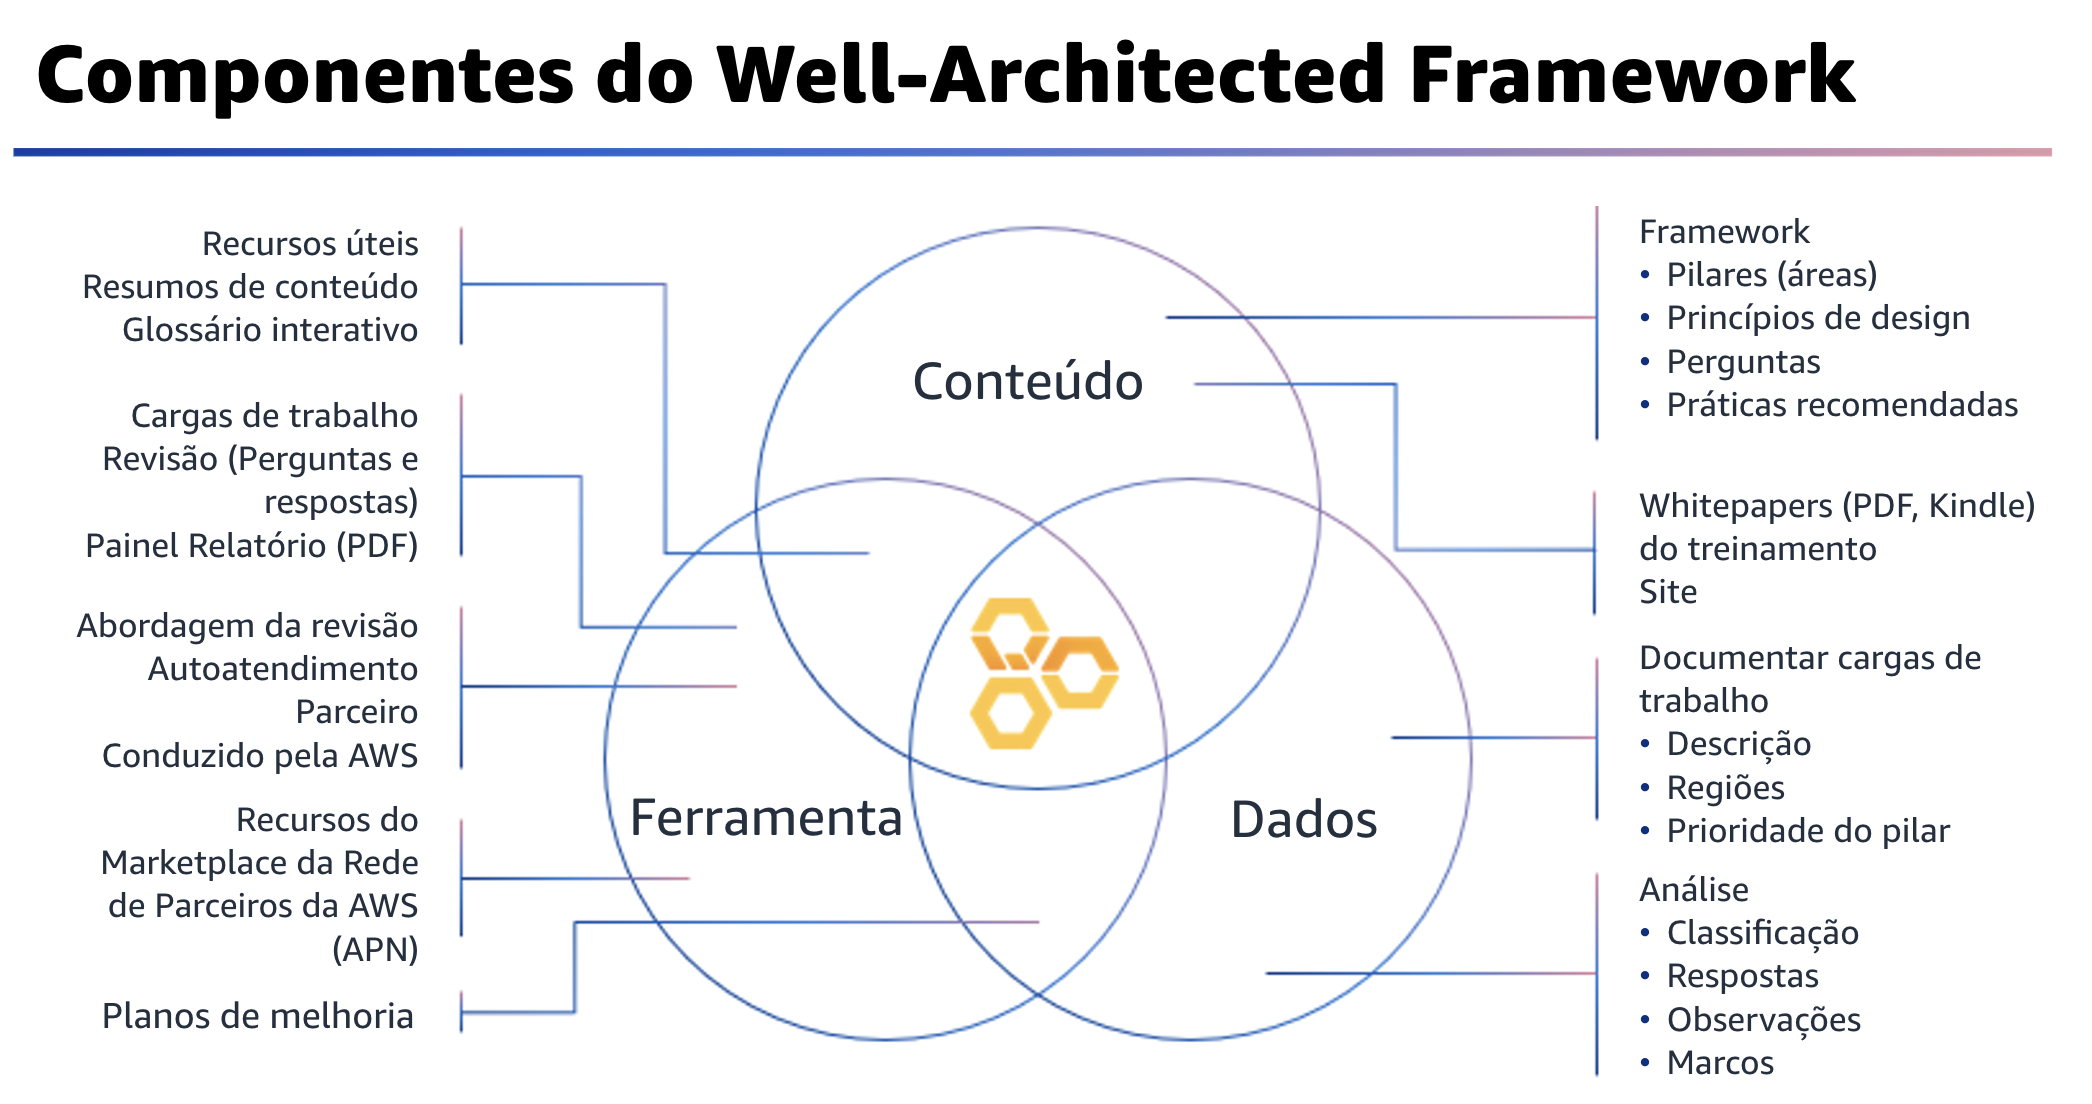 Componentes do Well-Architected Framework
Recursos úteis
Resumos de conteúdo
Glossário interativo
Cargas de trabalho
Revisão (Perguntas e
respostas)
Painel Relatório (PDF)
Abordagem da revisão
Autoatendimento
Parceiro
Conduzido pela AWS
Recursos do
Marketplace da Rede
de Parceiros da AWS
(APN)
Planos de melhoria
Conteúdo
Ferramenta
Dados
Framework
• Pilares (áreas)
• Princípios de design
• Perguntas
• Práticas recomendadas
Whitepapers (PDF, Kindle)
do treinamento
Site
Documentar cargas de
trabalho
• Descrição
• Regiões
• Prioridade do pilar
Análise
• Classificação
• Respostas
• Observações
• Marcos